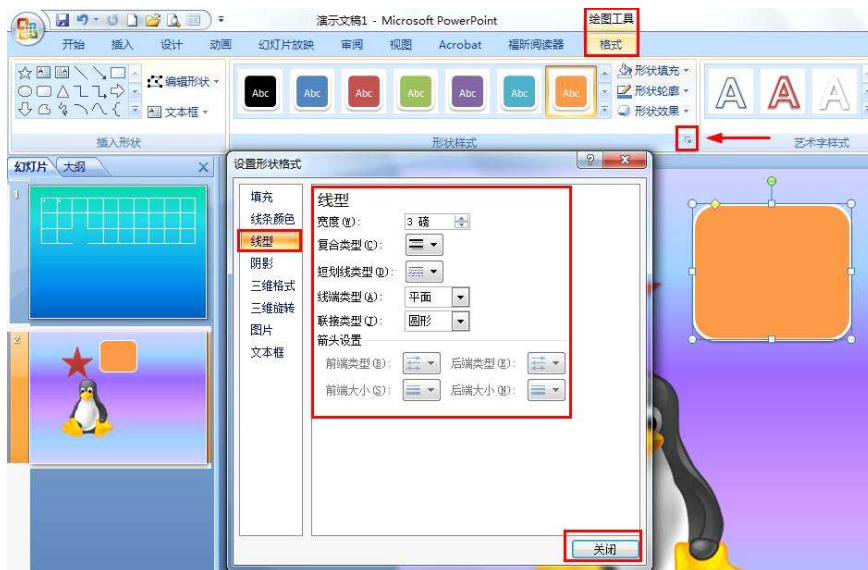 演示文稿1 - Microsoft PowerPoint
绘图工具
开始 插入 设计 动画 幻灯片放映 审阅 视图 Acrobat 福昕阅读器 格式
编辑形状
文本框
Abc Abc Abc Abc Abc Abc Abc
形状填充
形状轮廓
形状效果
A A A
插入形状 形状样式 艺术字样式
幻灯片 大纲 X
设置形状格式
1
2
填充
线条颜色
线型
阴影
三维格式
三维旋转
图片
文本框
线型
宽度(W): 3 磅
复合类型(C):
短划线类型(D):
线端类型(A): 平面
联接类型(J): 圆形
箭头设置
前端类型(B): 后端类型(E):
前端大小(S): 后端大小(N):
关闭